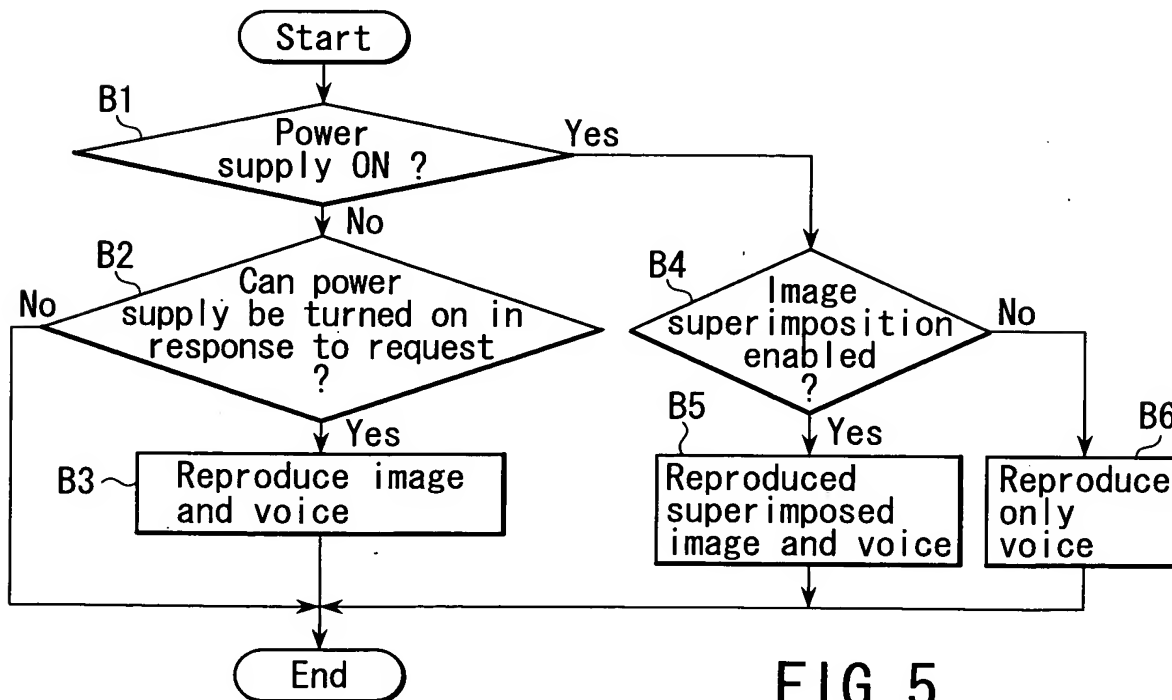 Start
B1
Power
supply ON ?
Yes
No
B2
Can power
supply be turned on in
response to request
?
No
Yes
B3
Reproduce image
and voice
B4
Image
superimposition
enabled
?
No
Yes
B5
Reproduced
superimposed
image and voice
B6
Reproduce
only
voice
End
FIG.5